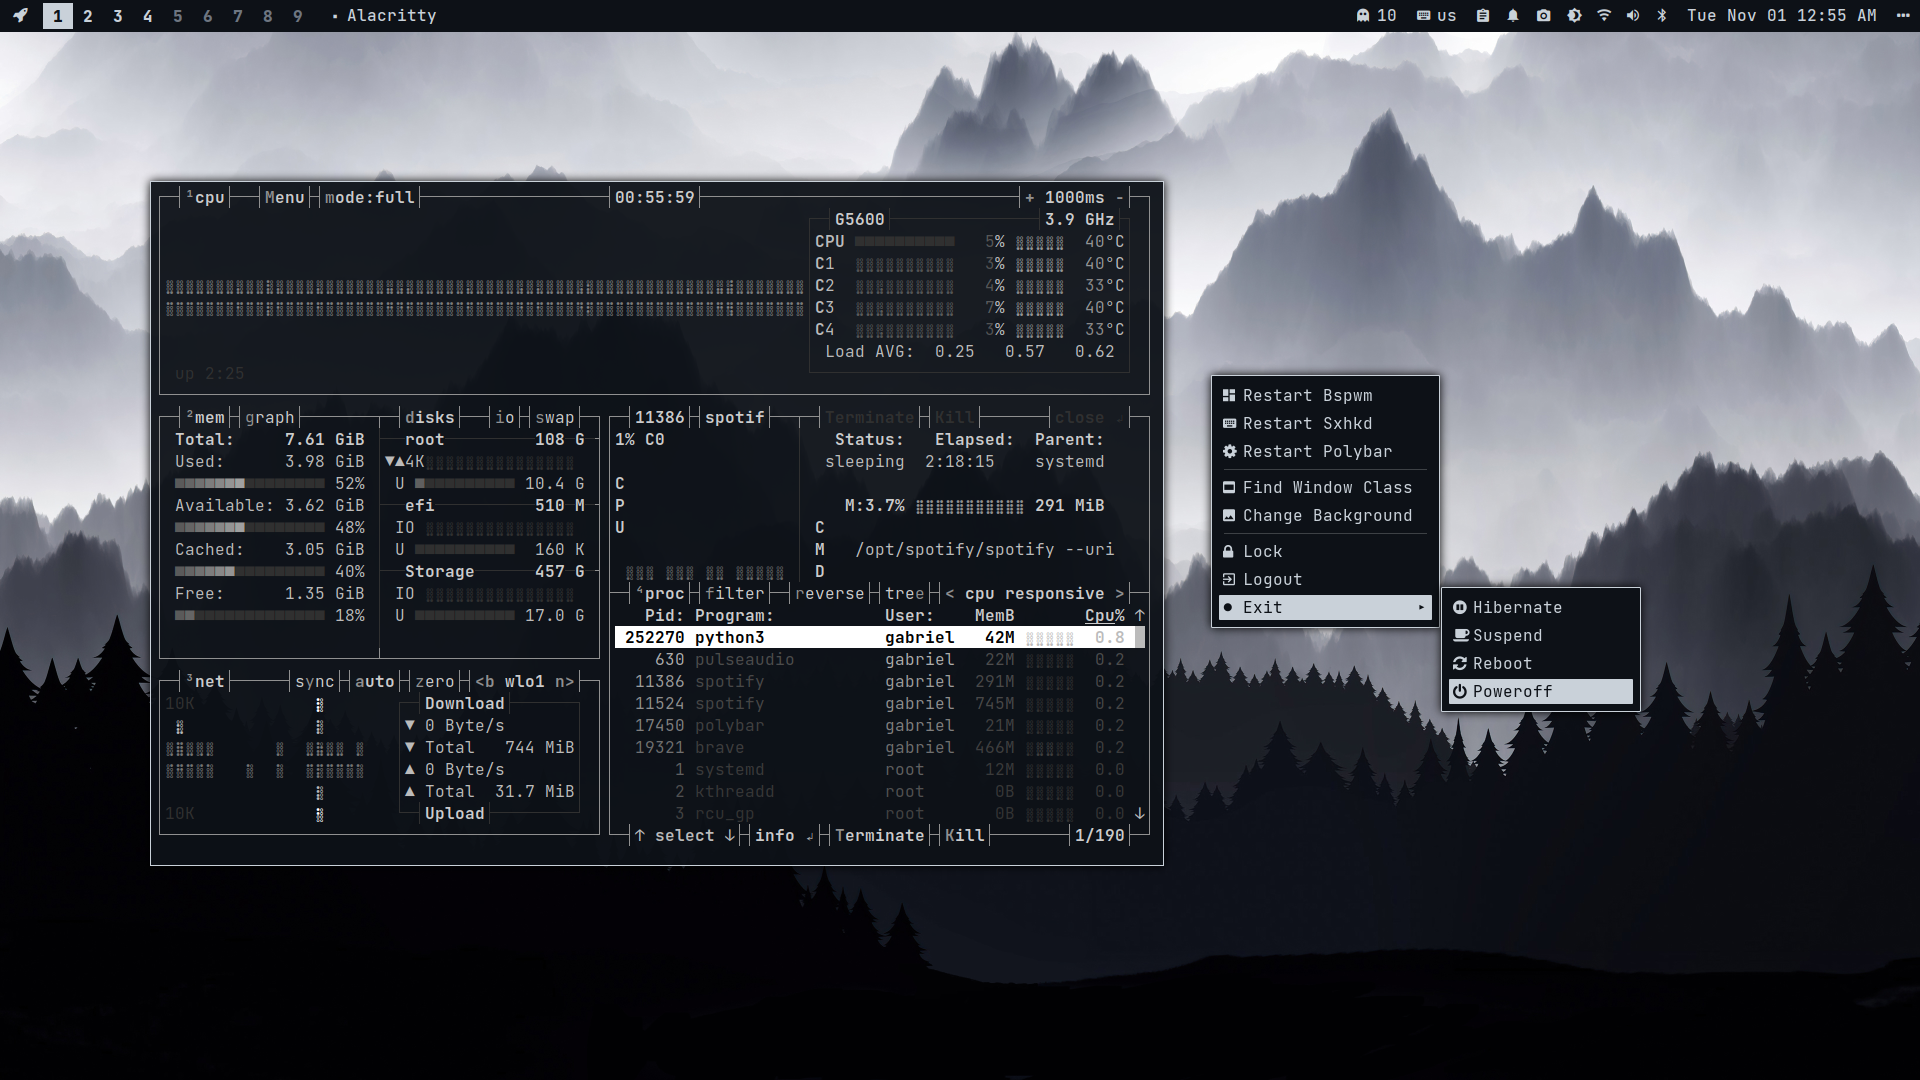 1 2 3 4 5 6 7 8 9 ▪ Alacritty 10 us Tue Nov 01 12:55 AM
¹cpu Menu mode:full 00:55:59 + 1000ms -
G5600 3.9 GHz
CPU 5% 40°C
C1 3% 40°C
C2 4% 33°C
C3 7% 40°C
C4 3% 33°C
Load AVG: 0.25 0.57 0.62
up 2:25
²mem graph disks io swap
Total: 7.61 GiB
Used: 3.98 GiB
52%
Available: 3.62 GiB
48%
Cached: 3.05 GiB
40%
Free: 1.35 GiB
18%
root 108 G
▼▲4K
U 10.4 G
efi 510 M
IO
U 160 K
Storage 457 G
IO
U 17.0 G
³net sync auto zero <b wlo1 n>
10K
10K
Download
▼ 0 Byte/s
▼ Total 744 MiB
▲ 0 Byte/s
▲ Total 31.7 MiB
Upload
11386 spotif Terminate Kill close ↲
1% C0
C
P
U
Status: Elapsed: Parent:
sleeping 2:18:15 systemd
M:3.7% 291 MiB
C
M /opt/spotify/spotify --uri
D
⁴proc filter reverse tree < cpu responsive >
Pid: Program: User: MemB Cpu% ↑
252270 python3 gabriel 42M 0.8
630 pulseaudio gabriel 22M 0.2
11386 spotify gabriel 291M 0.2
11524 spotify gabriel 745M 0.2
17450 polybar gabriel 21M 0.2
19321 brave gabriel 466M 0.2
1 systemd root 12M 0.0
2 kthreadd root 0B 0.0
3 rcu_gp root 0B 0.0 ↓
↑ select ↓ info ↲ Terminate Kill 1/190
Restart Bspwm
Restart Sxhkd
Restart Polybar
Find Window Class
Change Background
Lock
Logout
Exit
Hibernate
Suspend
Reboot
Poweroff